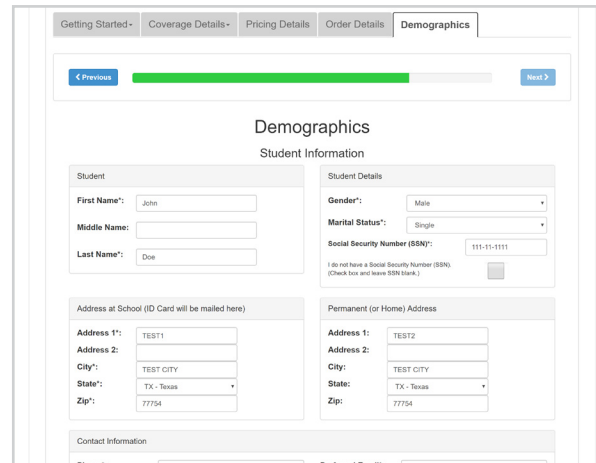 Getting Started Coverage Details Pricing Details Order Details Demographics
Previous Next
Demographics
Student Information
Student
First Name*: John
Middle Name:
Last Name*: Doe
Student Details
Gender*: Male
Marital Status*: Single
Social Security Number (SSN)*: 111-11-1111
I do not have a Social Security Number (SSN).
(Check box and leave SSN blank.)
Address at School (ID Card will be mailed here)
Address 1*: TEST1
Address 2:
City*: TEST CITY
State*: TX - Texas
Zip*: 77754
Permanent (or Home) Address
Address 1: TEST2
Address 2:
City: TEST CITY
State: TX - Texas
Zip: 77754
Contact Information